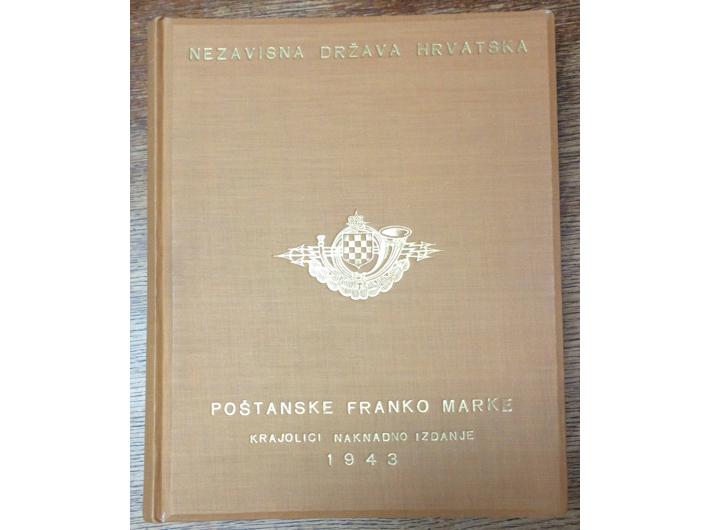 NEZAVISNA DRŽAVA HRVATSKA
POŠTANSKE FRANKO MARKE
KRAJOLICI NAKNADNO IZDANJE
1943